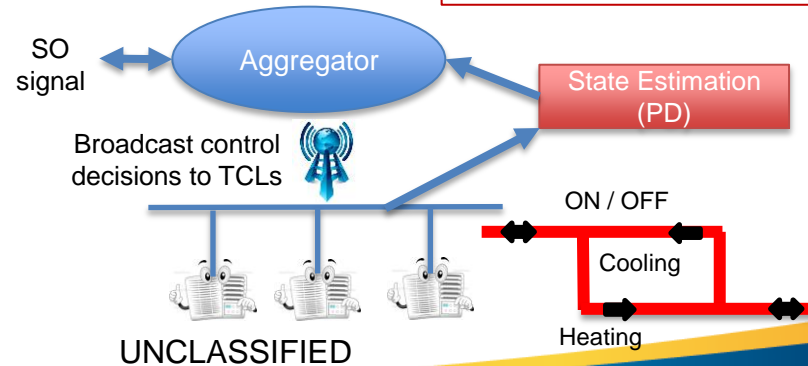 SO
signal
Aggregator
State Estimation
(PD)
Broadcast control
decisions to TCLs
ON / OFF
Cooling
Heating
UNCLASSIFIED